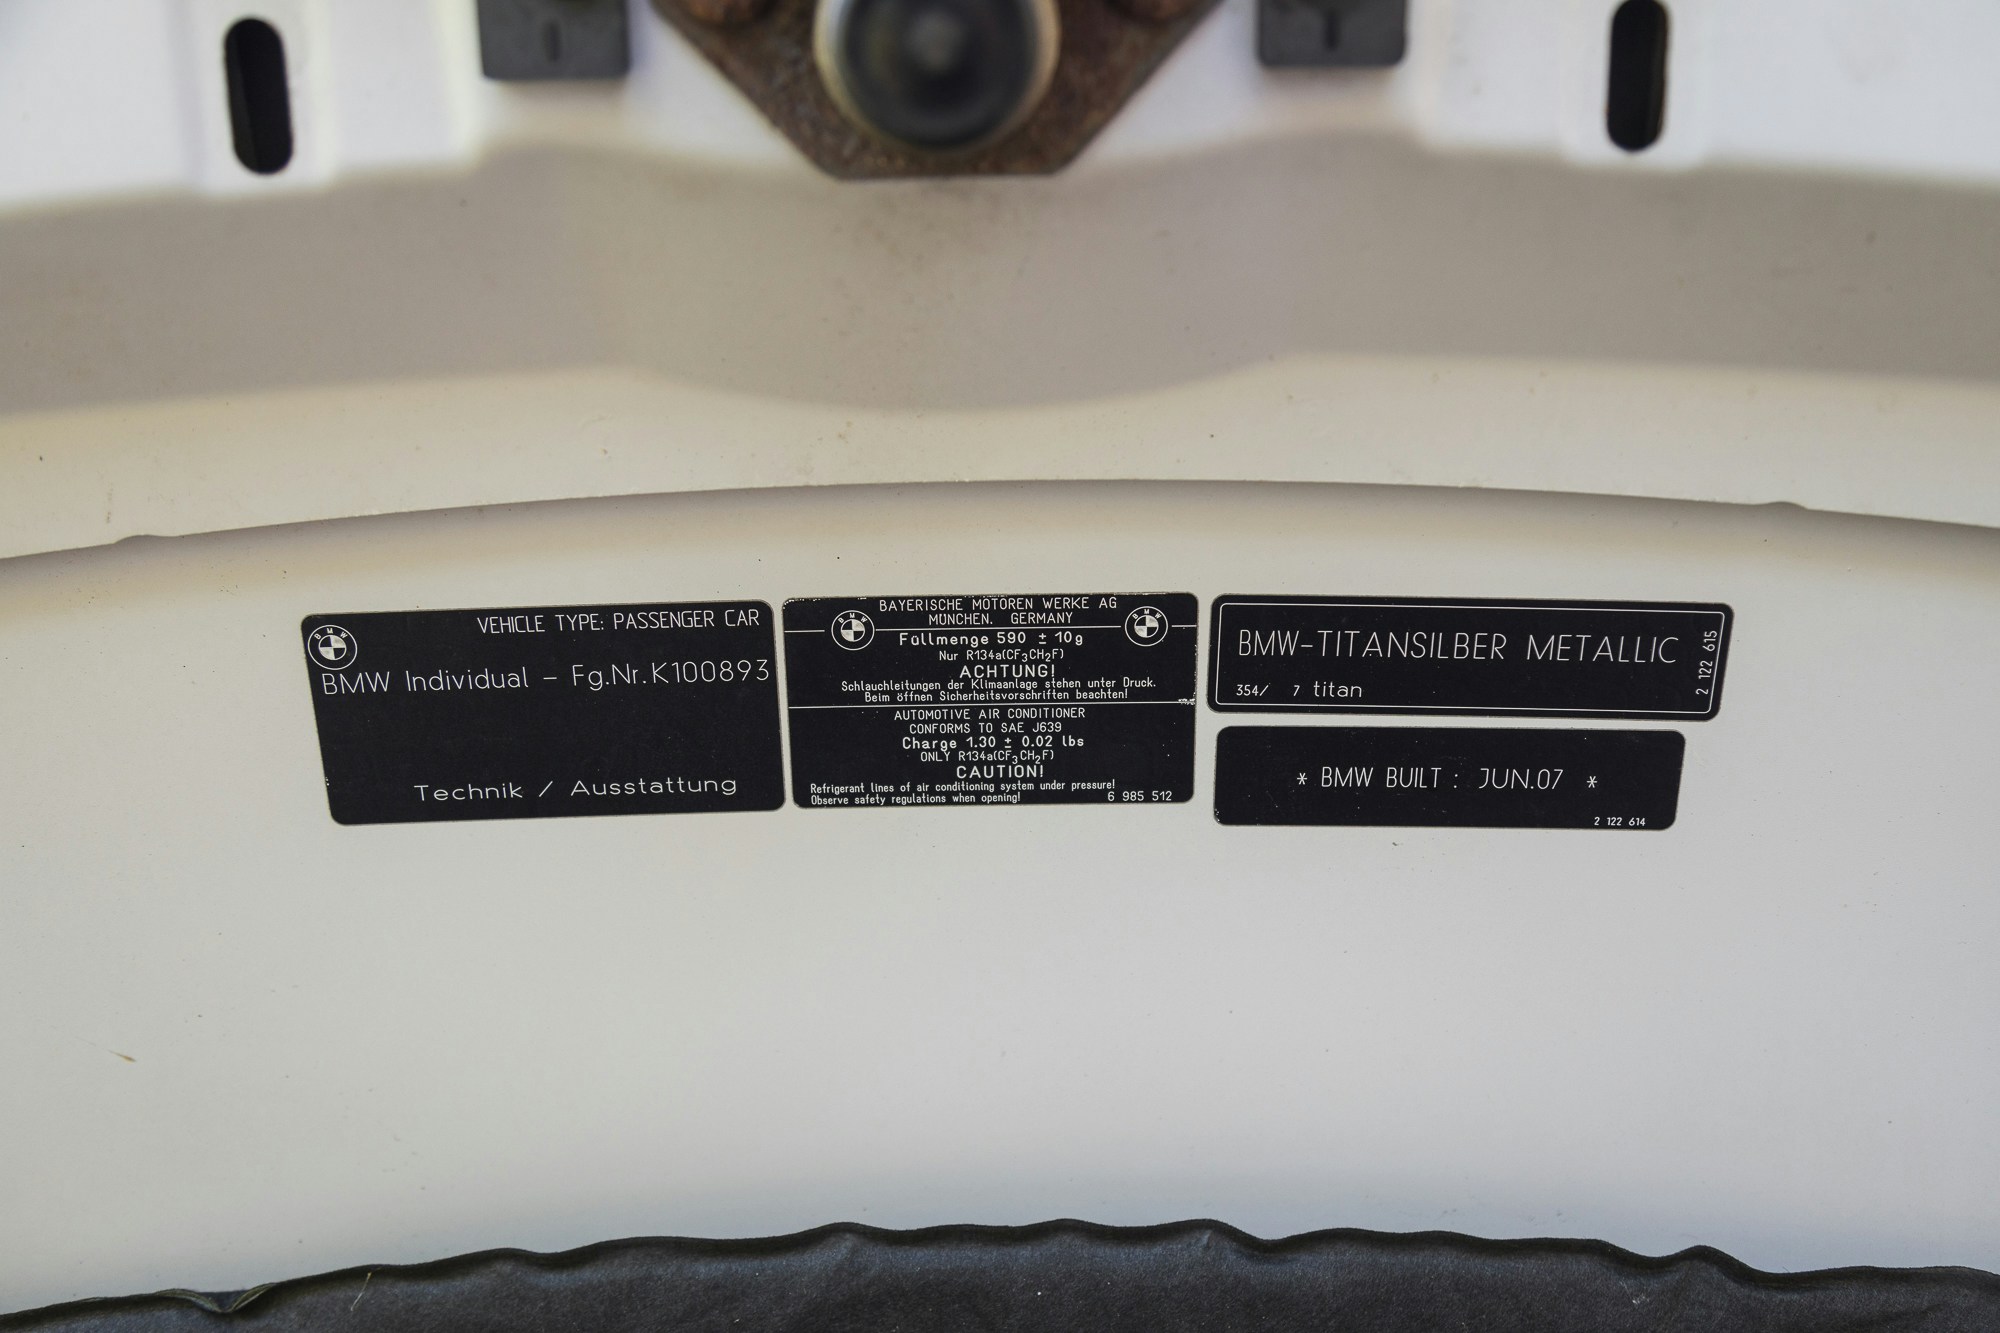 BMW
VEHICLE TYPE: PASSENGER CAR
BMW Individual - Fg.Nr.K100893
Technik / Ausstattung
BAYERISCHE MOTOREN WERKE AG
MÜNCHEN. GERMANY
BMW
BMW
Füllmenge 590 ± 10g
Nur R134a(CF3CH2F)
ACHTUNG!
Schlauchleitungen der Klimaanlage stehen unter Druck.
Beim öffnen Sicherheitsvorschriften beachten!
AUTOMOTIVE AIR CONDITIONER
CONFORMS TO SAE J639
Charge 1.30 ± 0.02 lbs
ONLY R134a(CF3CH2F)
CAUTION!
Refrigerant lines of air conditioning system under pressure!
Observe safety regulations when opening!
6 985 512
BMW-TITANSILBER METALLIC
354/ 7 titan
2 122 615
* BMW BUILT : JUN.07 *
2 122 614